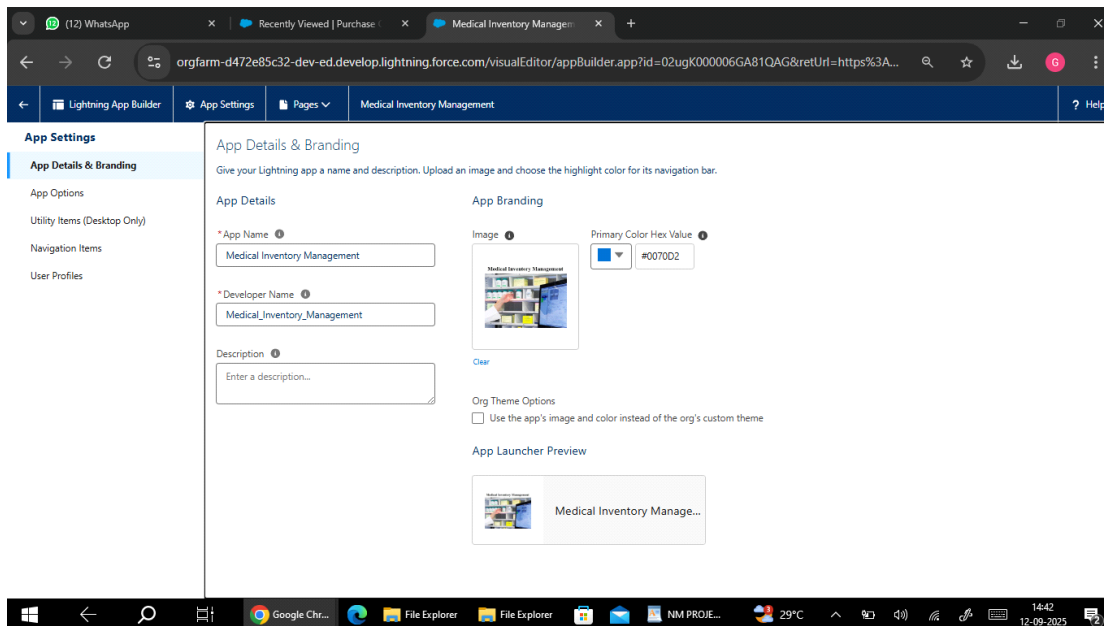 (12) WhatsApp
Recently Viewed | Purchase
Medical Inventory Managem
orgfarm-d472e85c32-dev-ed.develop.lightning.force.com/visualEditor/appBuilder.app?id=02ugK000006GA81QAG&retUrl=https%3A...
G
Lightning App Builder
App Settings
Pages
Medical Inventory Management
? Help
App Settings
App Details & Branding
App Options
Utility Items (Desktop Only)
Navigation Items
User Profiles
App Details & Branding
Give your Lightning app a name and description. Upload an image and choose the highlight color for its navigation bar.
App Details
*App Name
Medical Inventory Management
*Developer Name
Medical_Inventory_Management
Description
Enter a description...
App Branding
Image
Medical Inventory Management
Clear
Primary Color Hex Value
#0070D2
Org Theme Options
Use the app's image and color instead of the org's custom theme
App Launcher Preview
Medical Inventory Management
Medical Inventory Manage...
Google Chr...
File Explorer
File Explorer
NM PROJE...
3
29°C
14:42
12-09-2025
2